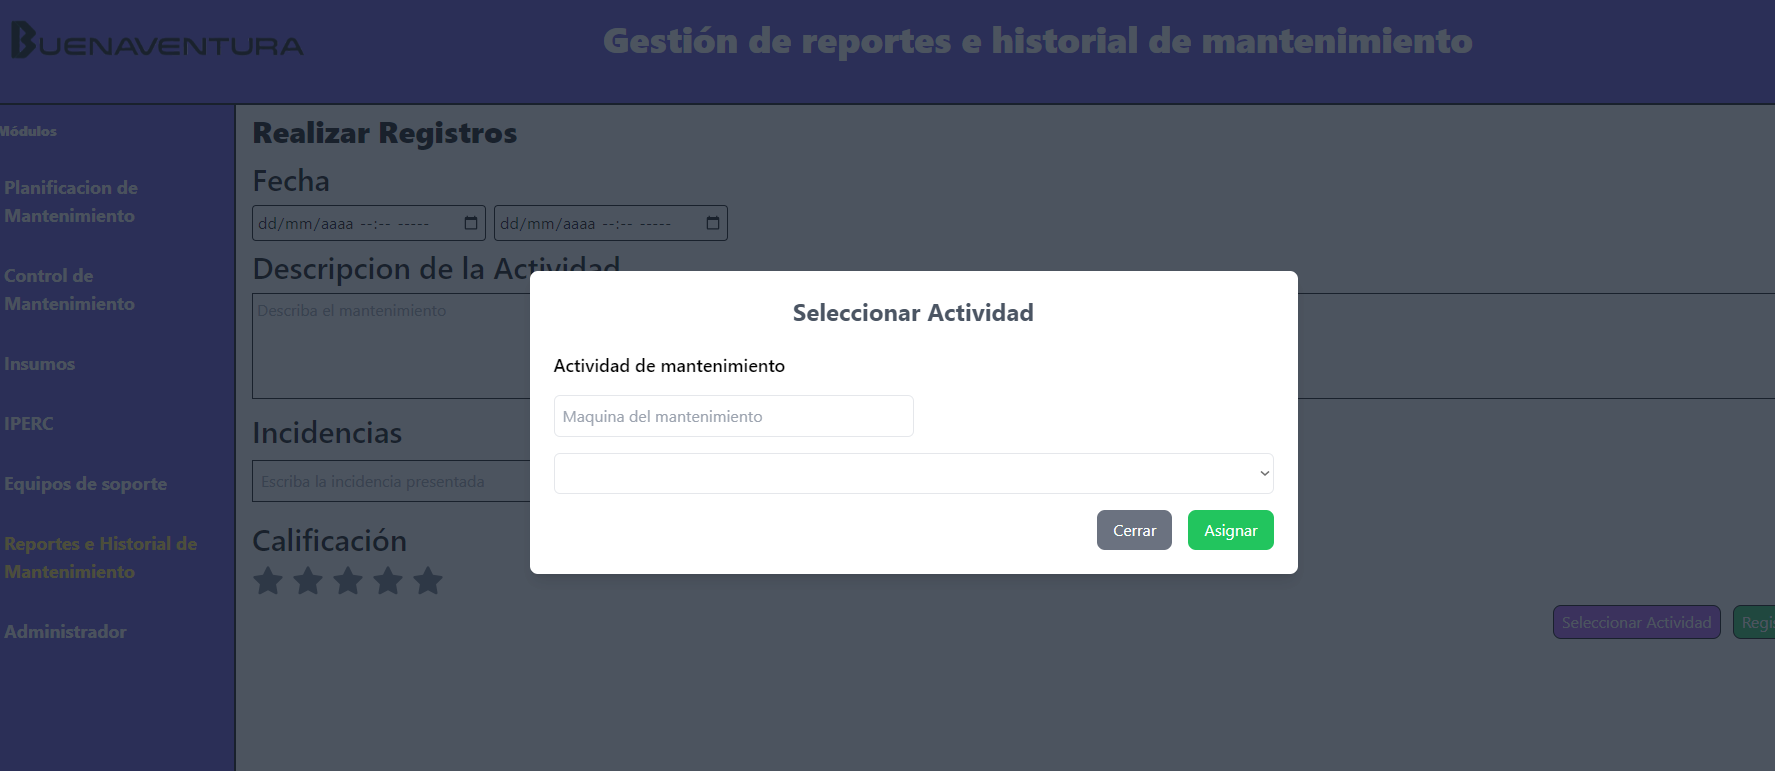 BUENAVENTURA
Gestión de reportes e historial de mantenimiento
Módulos
Planificacion de
Mantenimiento
Control de
Mantenimiento
Insumos
IPERC
Equipos de soporte
Reportes e Historial de
Mantenimiento
Administrador
Realizar Registros
Fecha
dd/mm/aaaa --:-- ----- dd/mm/aaaa --:-- -----
Descripcion de la Actividad
Describa el mantenimiento
Incidencias
Escriba la incidencia presentada
Calificación
Seleccionar Actividad
Actividad de mantenimiento
Maquina del mantenimiento
Cerrar Asignar
Seleccionar Actividad